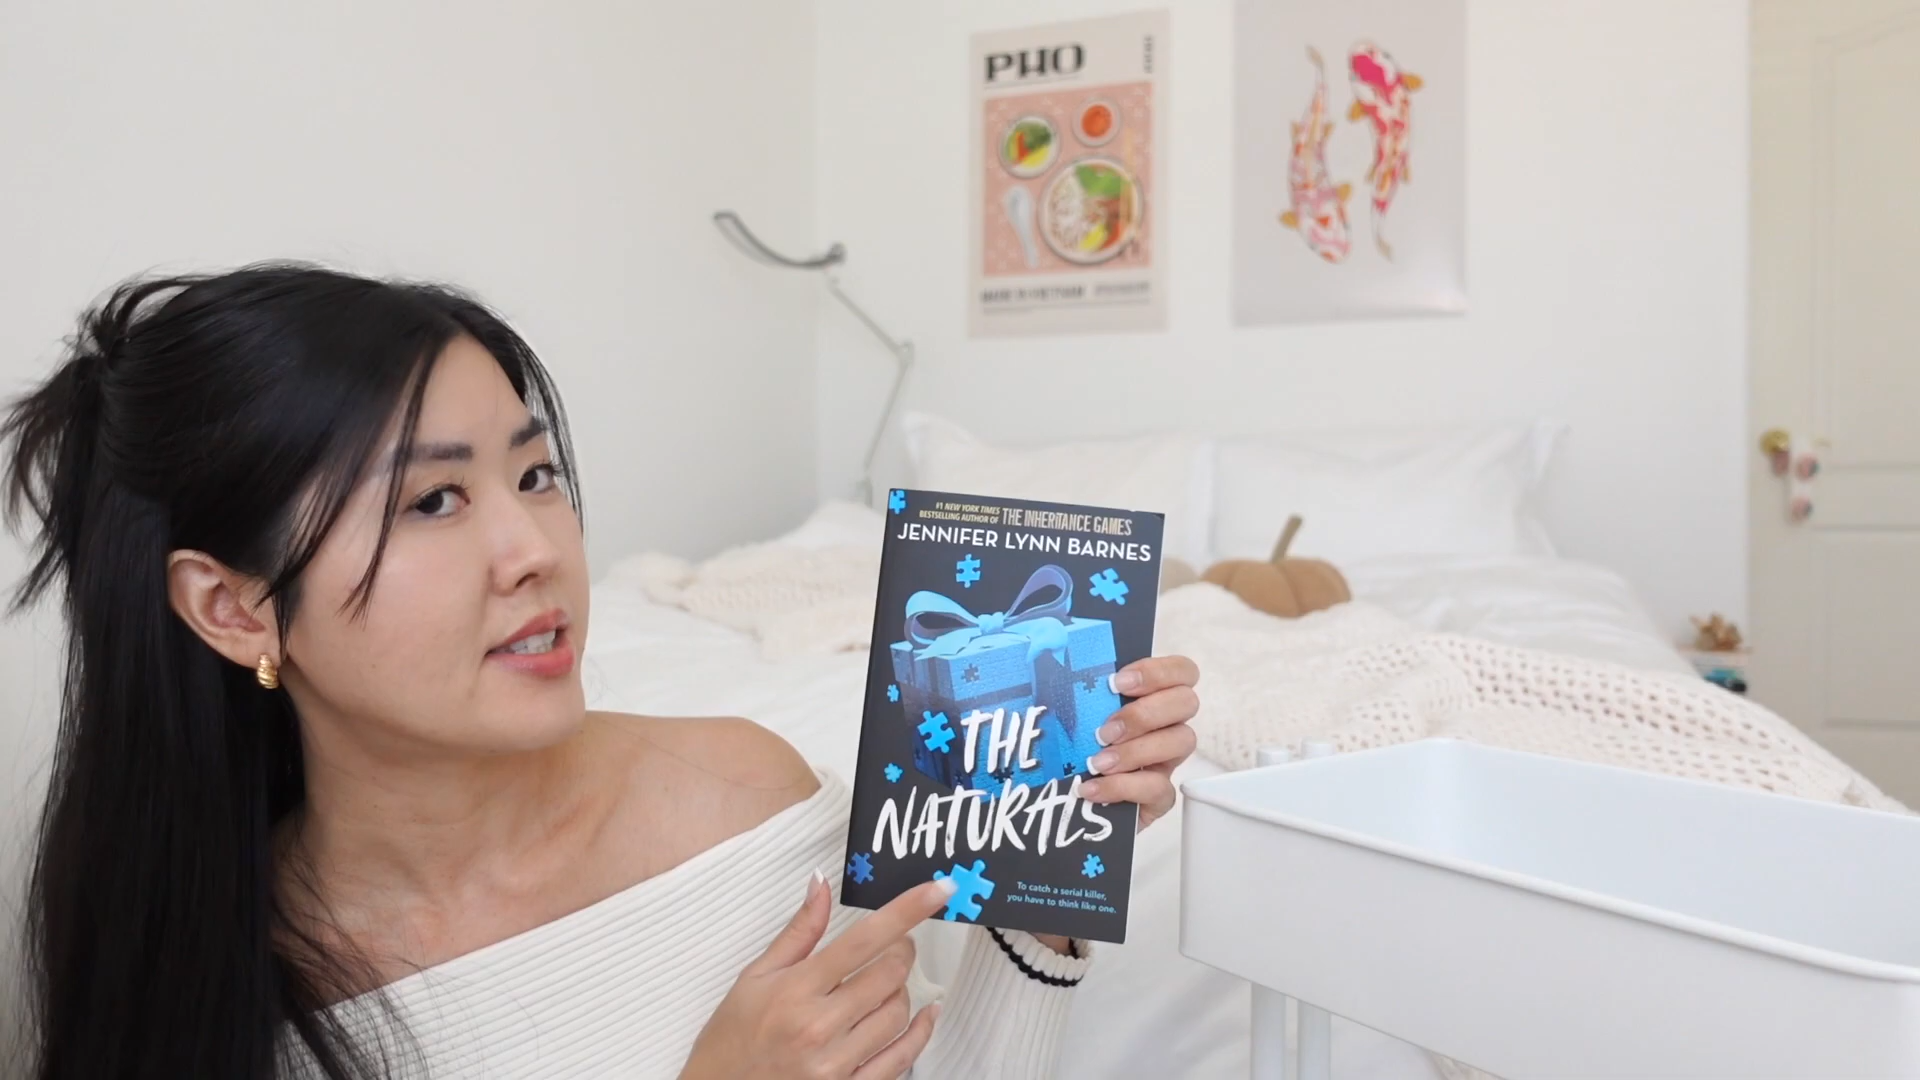 PHO
#1 NEW YORK TIMES
BESTSELLING AUTHOR OF THE INHERITANCE GAMES
JENNIFER LYNN BARNES
THE
NATURALS
To catch a serial killer,
you have to think like one.